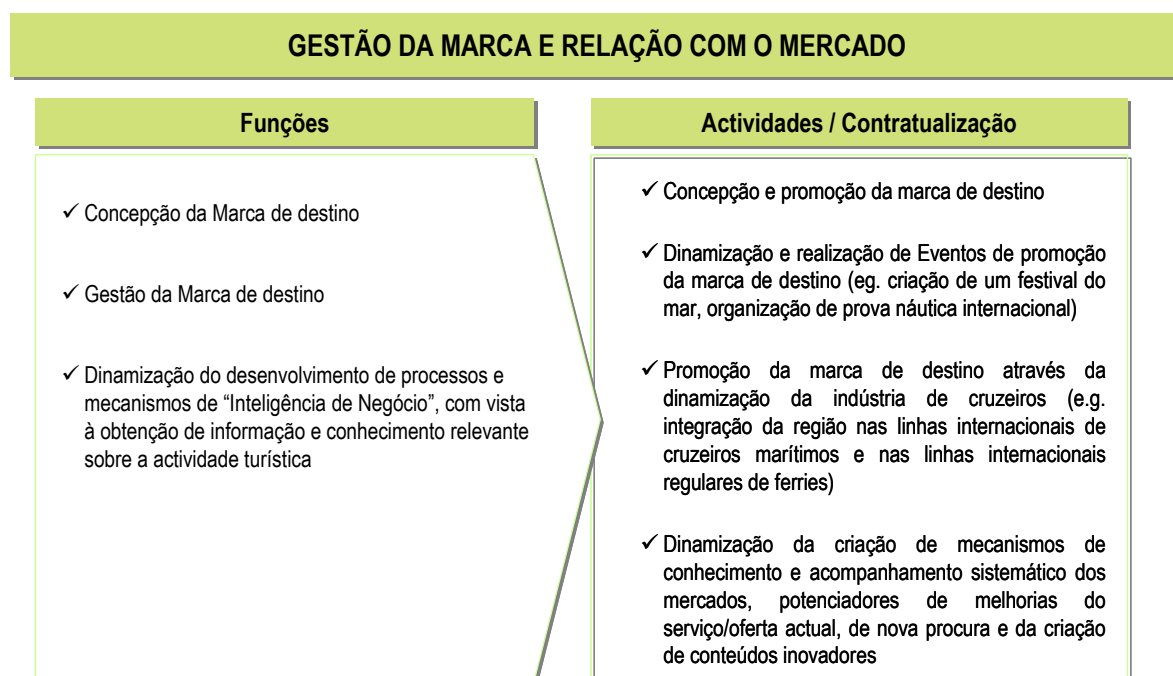 GESTÃO DA MARCA E RELAÇÃO COM O MERCADO
Funções
✓ Concepção da Marca de destino
✓ Gestão da Marca de destino
✓ Dinamização do desenvolvimento de processos e
mecanismos de “Inteligência de Negócio”, com vista
à obtenção de informação e conhecimento relevante
sobre a actividade turística
Actividades / Contratualização
✓ Concepção e promoção da marca de destino
✓ Dinamização e realização de Eventos de promoção
da marca de destino (eg. criação de um festival do
mar, organização de prova náutica internacional)
✓ Promoção da marca de destino através da
dinamização da indústria de cruzeiros (e.g.
integração da região nas linhas internacionais de
cruzeiros marítimos e nas linhas internacionais
regulares de ferries)
✓ Dinamização da criação de mecanismos de
conhecimento e acompanhamento sistemático dos
mercados, potenciadores de melhorias do
serviço/oferta actual, de nova procura e da criação
de conteúdos inovadores